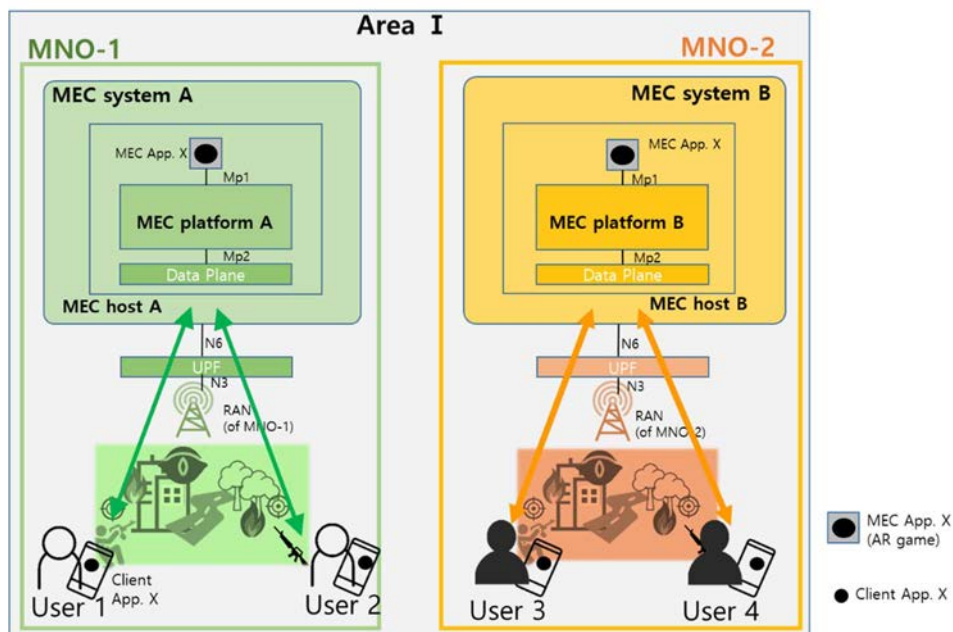 Area I
MNO-1
MEC system A
MEC App. X
Mp1
MEC platform A
Mp2
Data Plane
MEC host A
N6
UPF
N3
RAN
(of MNO-1)
Client
App. X
User 1
User 2
MNO-2
MEC system B
MEC App. X
Mp1
MEC platform B
Mp2
Data Plane
MEC host B
N6
UPF
N3
RAN
(of MNO-2)
User 3
User 4
MEC App. X
(AR game)
Client App. X